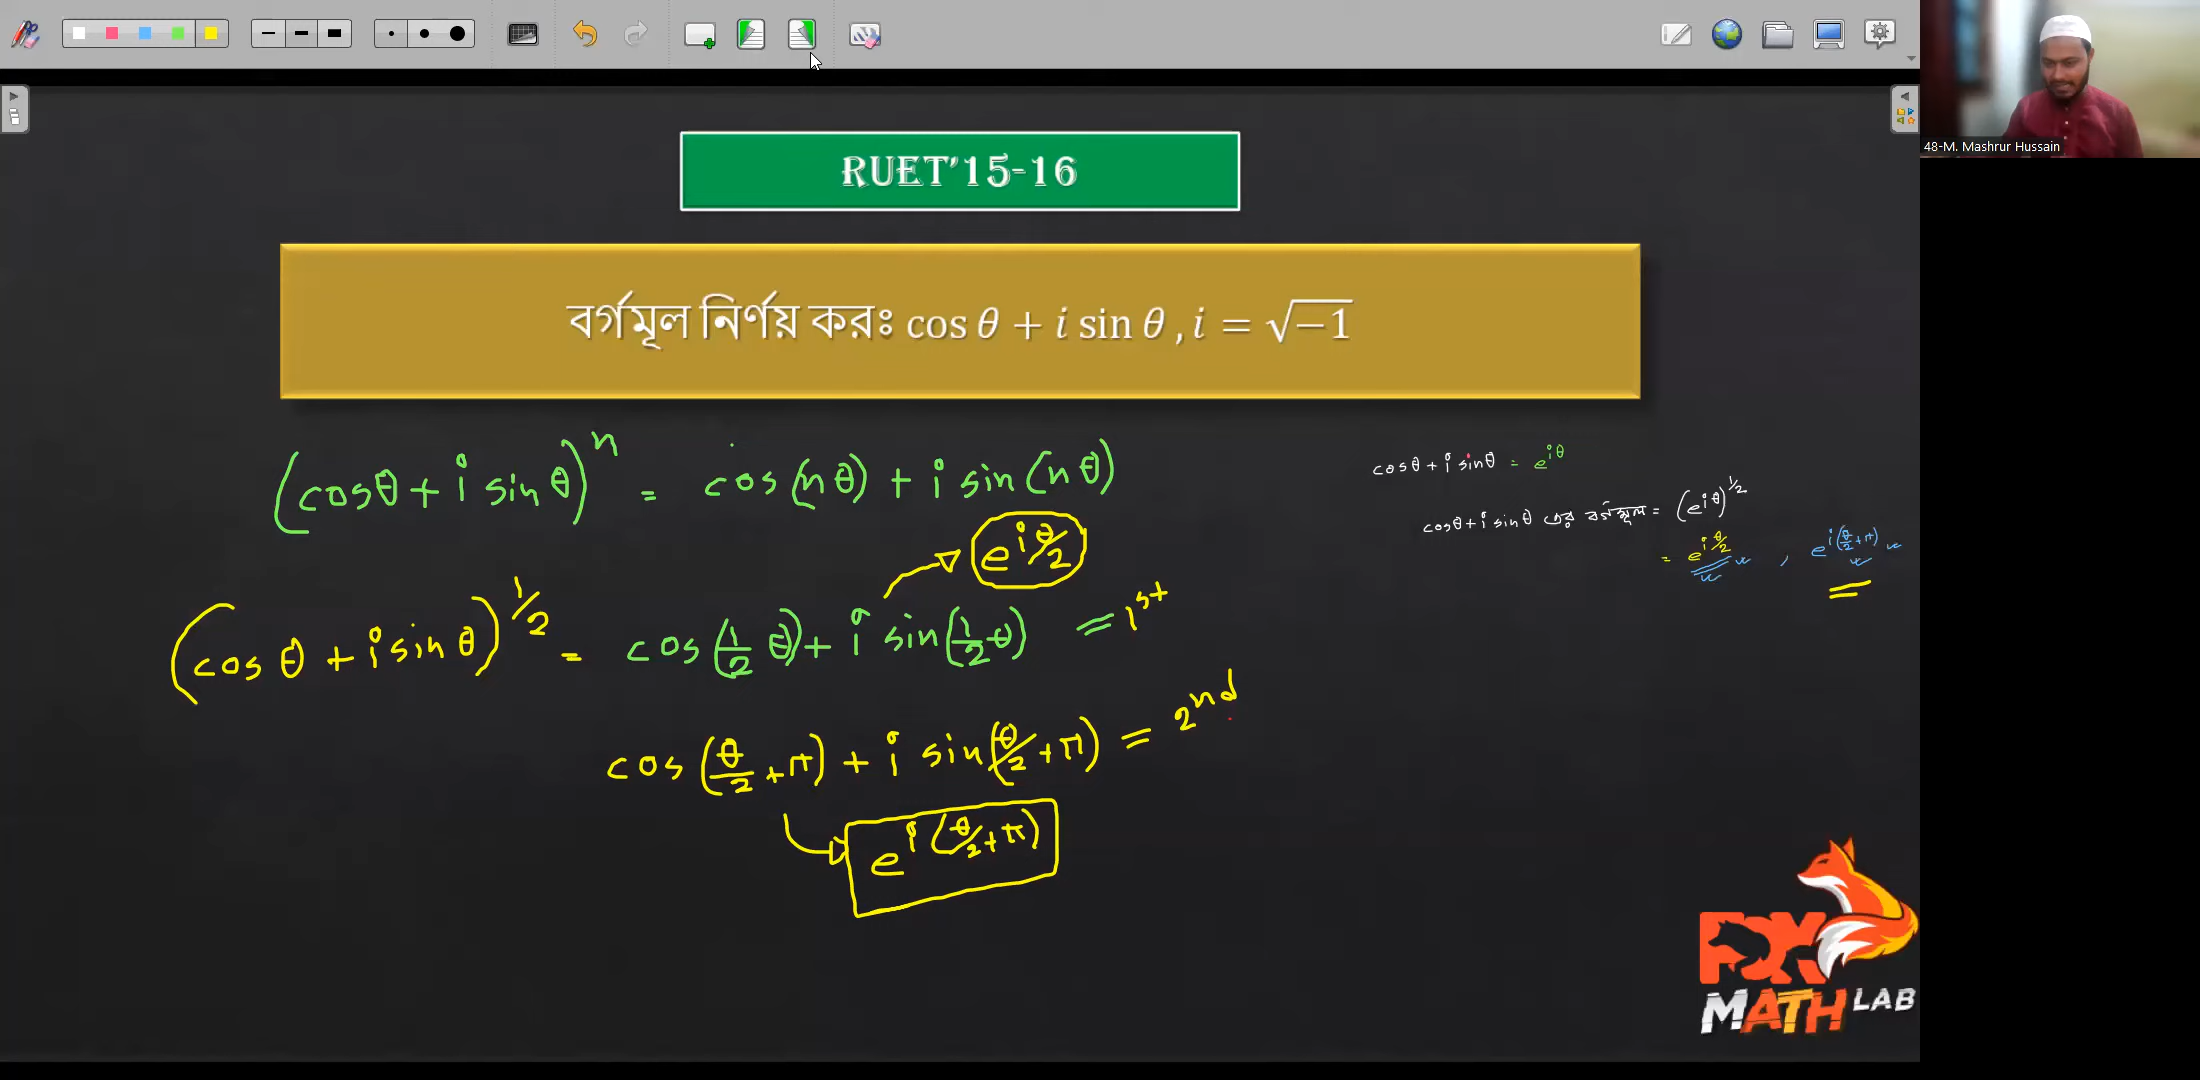 48-M. Mashrur Hussain
RUET'15-16
বর্গমূল নির্ণয় করঃ cos θ + i sin θ , i = √−1
(cosθ + i sinθ)^n = cos(nθ) + i sin(nθ)
e^{iθ/2}
(cosθ + i sinθ)^{1/2} = cos(1/2 θ) + i sin(1/2 θ) = 1st
cos(θ/2 + π) + i sin(θ/2 + π) = 2nd
e^{i(θ/2 + π)}
cosθ + i sinθ = e^{iθ}
cosθ + i sinθ এর বর্গমূল = (e^{iθ})^{1/2}
= e^{iθ/2} , e^{i(θ/2 + π)}
FOX
MATH LAB